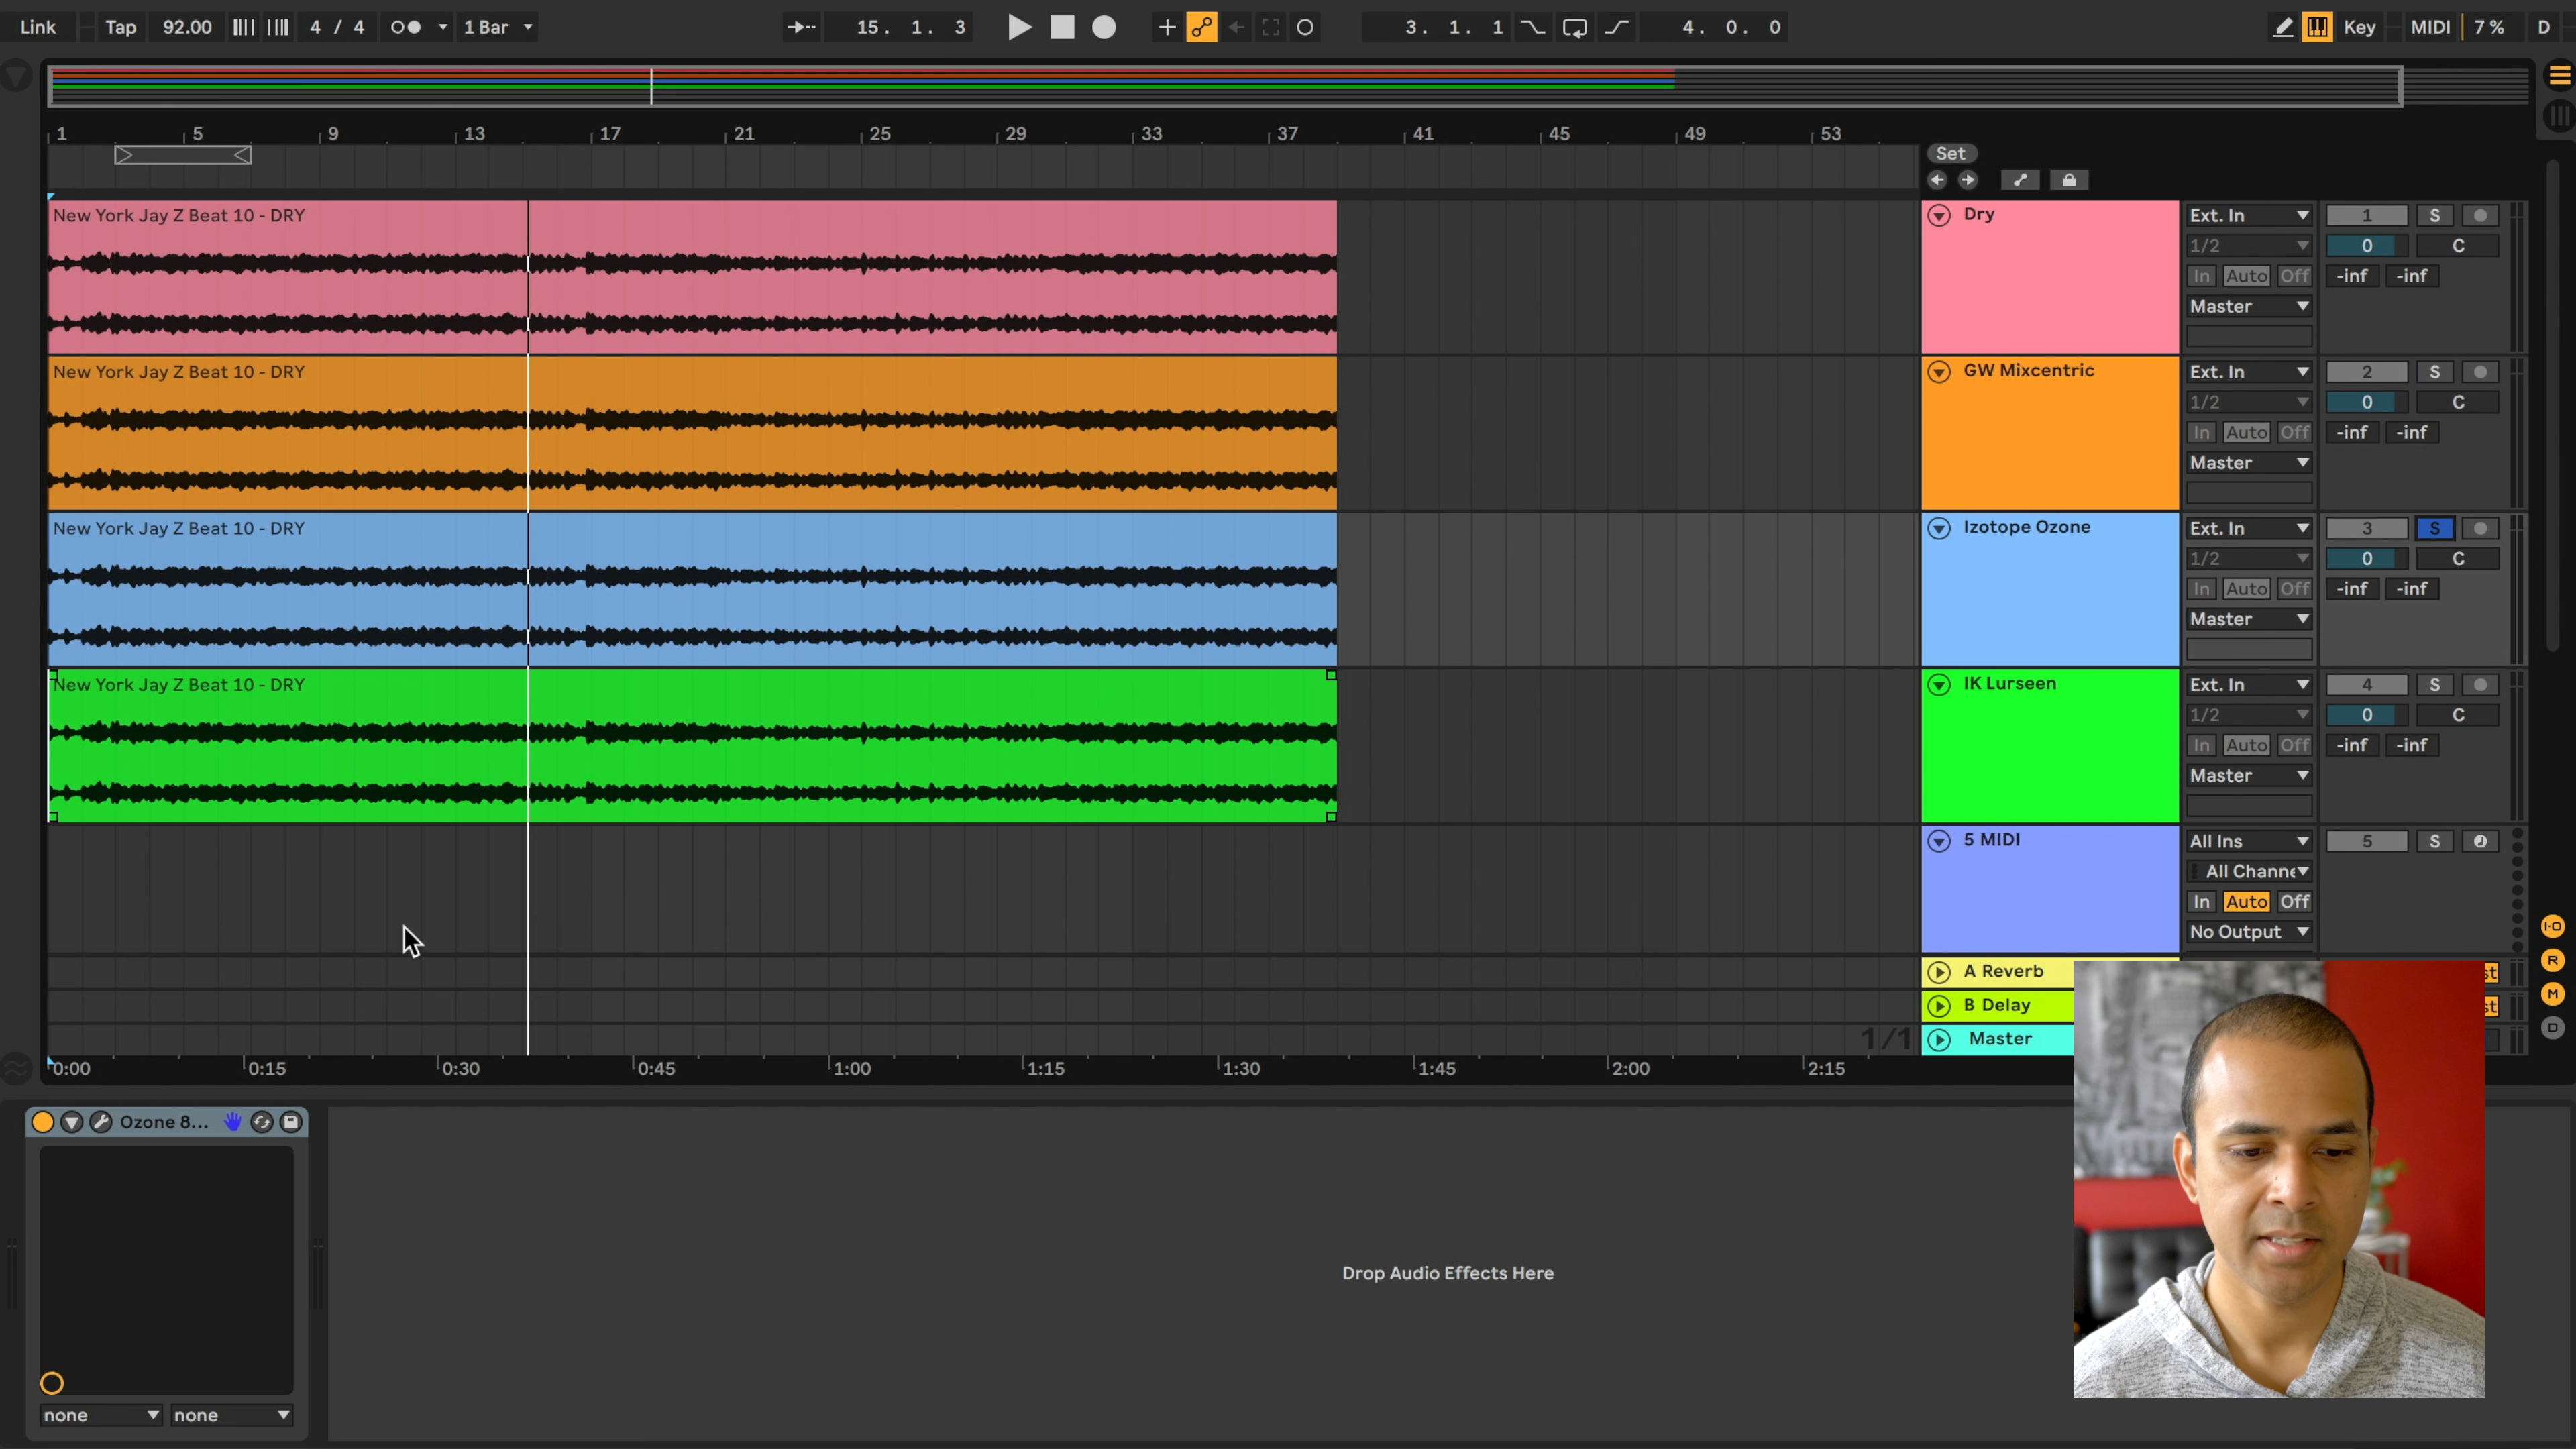 Link Tap 92.00 4 / 4 1 Bar 15. 1. 3 3. 1. 1 4. 0. 0 Key MIDI 7 % D
1 5 9 13 17 21 25 29 33 37 41 45 49 53
Set
New York Jay Z Beat 10 - DRY Dry Ext. In 1 S
1/2 0 C
In Auto Off -inf -inf
Master
New York Jay Z Beat 10 - DRY GW Mixcentric Ext. In 2 S
1/2 0 C
In Auto Off -inf -inf
Master
New York Jay Z Beat 10 - DRY Izotope Ozone Ext. In 3 S
1/2 0 C
In Auto Off -inf -inf
Master
New York Jay Z Beat 10 - DRY IK Lurseen Ext. In 4 S
1/2 0 C
In Auto Off -inf -inf
Master
5 MIDI All Ins 5 S
All Channe
In Auto Off
No Output
I·O
A Reverb st R
B Delay st M
1/1 Master D
0:00 0:15 0:30 0:45 1:00 1:15 1:30 1:45 2:00 2:15
Ozone 8...
Drop Audio Effects Here
none none